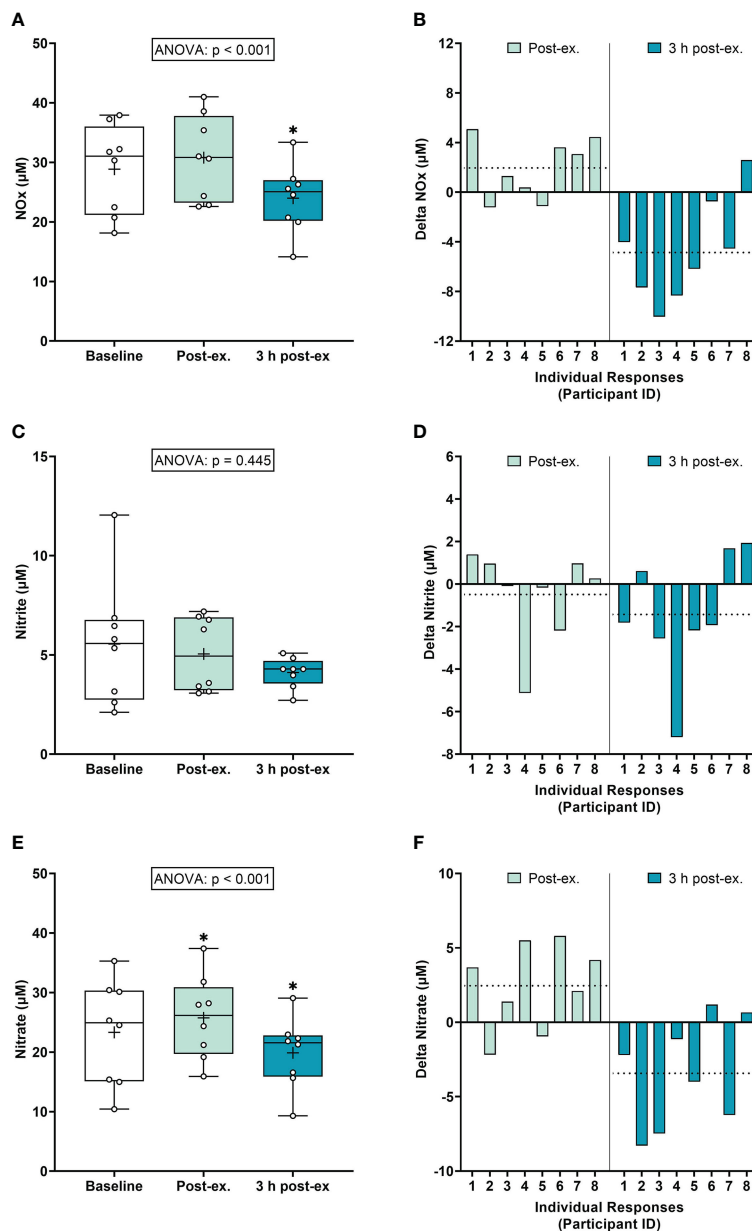 A
ANOVA: p < 0.001
50
40
30
20
10
0
NOx (µM)
*
Baseline Post-ex. 3 h post-ex
B
Post-ex. 3 h post-ex.
12
8
4
0
-4
-8
-12
Delta NOx (µM)
1 2 3 4 5 6 7 8 1 2 3 4 5 6 7 8
Individual Responses
(Participant ID)
C
ANOVA: p = 0.445
15
10
5
0
Nitrite (µM)
Baseline Post-ex. 3 h post-ex
D
Post-ex. 3 h post-ex.
6
4
2
0
-2
-4
-6
-8
Delta Nitrite (µM)
1 2 3 4 5 6 7 8 1 2 3 4 5 6 7 8
Individual Responses
(Participant ID)
E
ANOVA: p < 0.001
50
40
30
20
10
0
Nitrate (µM)
* *
Baseline Post-ex. 3 h post-ex
F
Post-ex. 3 h post-ex.
10
5
0
-5
-10
Delta Nitrate (µM)
1 2 3 4 5 6 7 8 1 2 3 4 5 6 7 8
Individual Responses
(Participant ID)